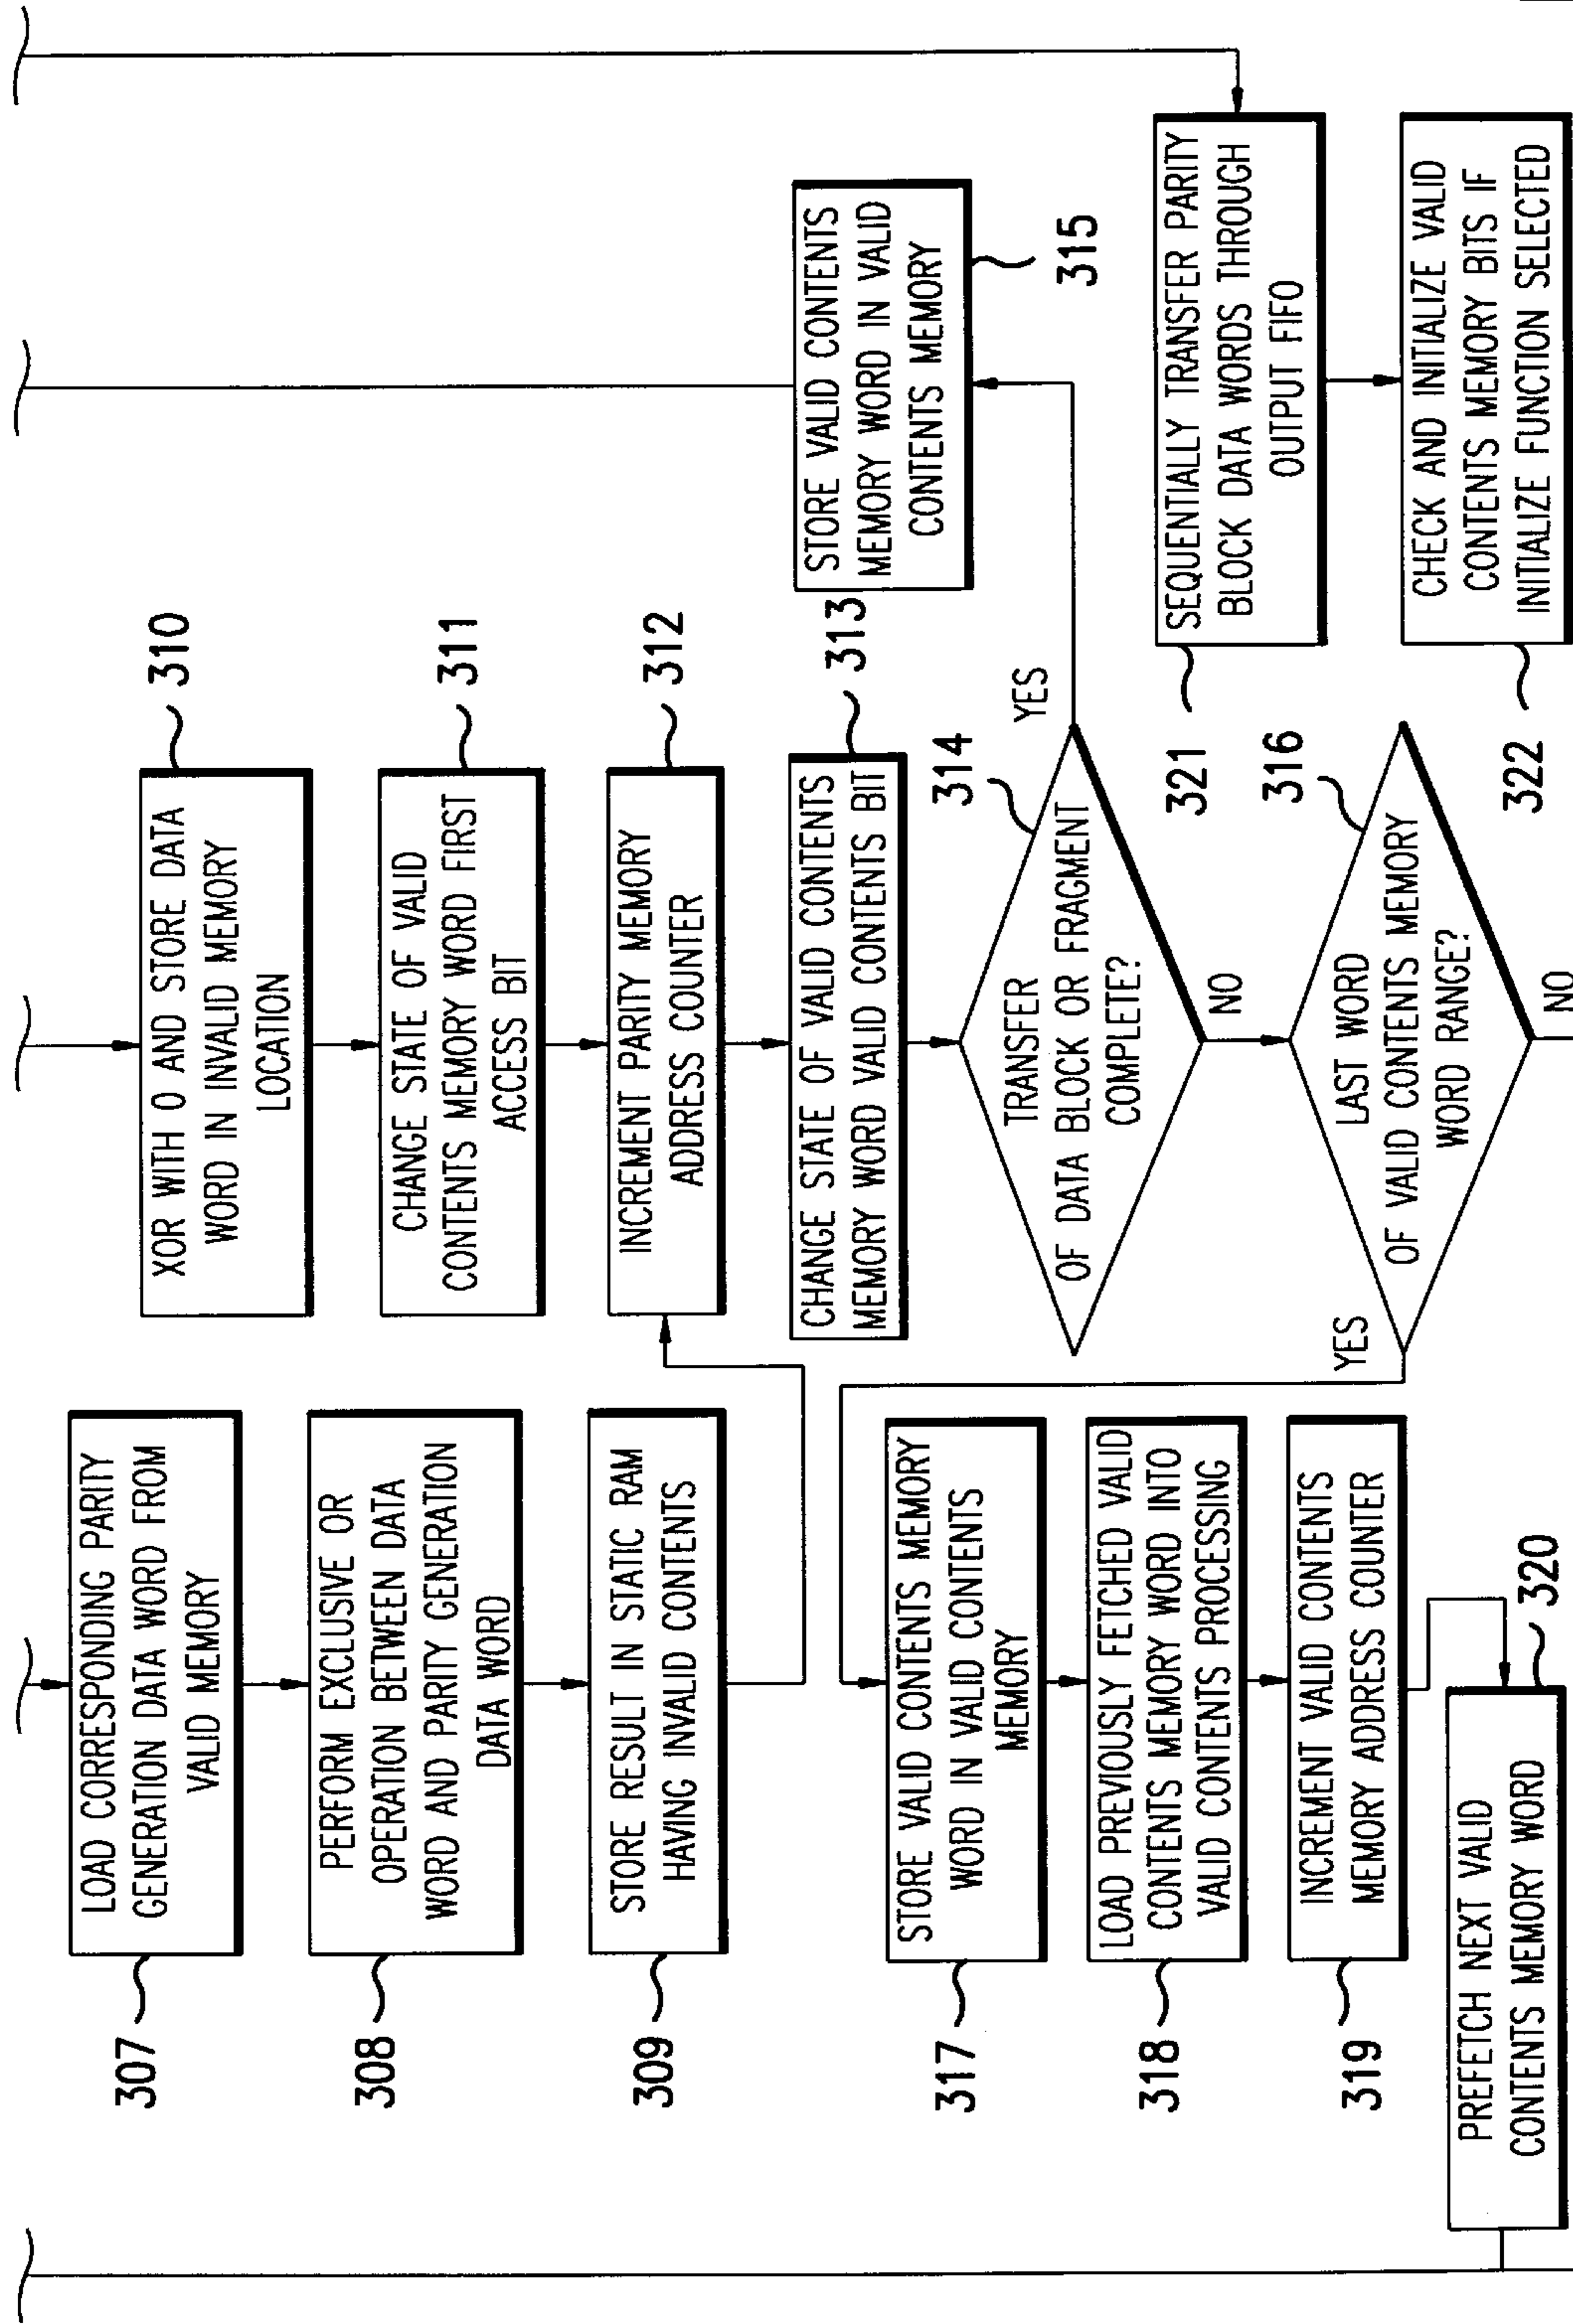 307
LOAD CORRESPONDING PARITY
GENERATION DATA WORD FROM
VALID MEMORY
308
PERFORM EXCLUSIVE OR
OPERATION BETWEEN DATA
WORD AND PARITY GENERATION
DATA WORD
309
STORE RESULT IN STATIC RAM
HAVING INVALID CONTENTS
310
XOR WITH 0 AND STORE DATA
WORD IN INVALID MEMORY
LOCATION
311
CHANGE STATE OF VALID
CONTENTS MEMORY WORD FIRST
ACCESS BIT
312
INCREMENT PARITY MEMORY
ADDRESS COUNTER
313
CHANGE STATE OF VALID CONTENTS
MEMORY WORD VALID CONTENTS BIT
314
TRANSFER
OF DATA BLOCK OR FRAGMENT
COMPLETE?
YES
NO
315
STORE VALID CONTENTS
MEMORY WORD IN VALID
CONTENTS MEMORY
316
LAST WORD
OF VALID CONTENTS MEMORY
WORD RANGE?
YES
NO
317
STORE VALID CONTENTS MEMORY
WORD IN VALID CONTENTS
MEMORY
318
LOAD PREVIOUSLY FETCHED VALID
CONTENTS MEMORY WORD INTO
VALID CONTENTS PROCESSING
319
INCREMENT VALID CONTENTS
MEMORY ADDRESS COUNTER
320
PREFETCH NEXT VALID
CONTENTS MEMORY WORD
321
SEQUENTIALLY TRANSFER PARITY
BLOCK DATA WORDS THROUGH
OUTPUT FIFO
322
CHECK AND INITIALIZE VALID
CONTENTS MEMORY BITS IF
INITIALIZE FUNCTION SELECTED